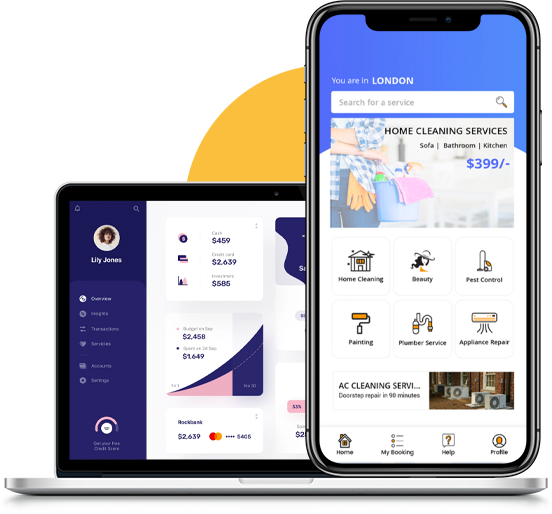 Lily Jones
Overview
Insights
Transactions
Services
Accounts
Settings
Get your Free
Credit Score
Cash
$459
Credit card
$2,639
Investment
$585
Budget on Sep
$2,458
Spent on 24 Sep
$1,649
Rockbank
$2,639
5405
53%
You are in LONDON
Search for a service
HOME CLEANING SERVICES
Sofa | Bathroom | Kitchen
$399/-
Home Cleaning
Beauty
Pest Control
Painting
Plumber Service
Appliance Repair
AC CLEANING SERVI...
Doorstep repair in 90 minutes
Home
My Booking
Help
Profile